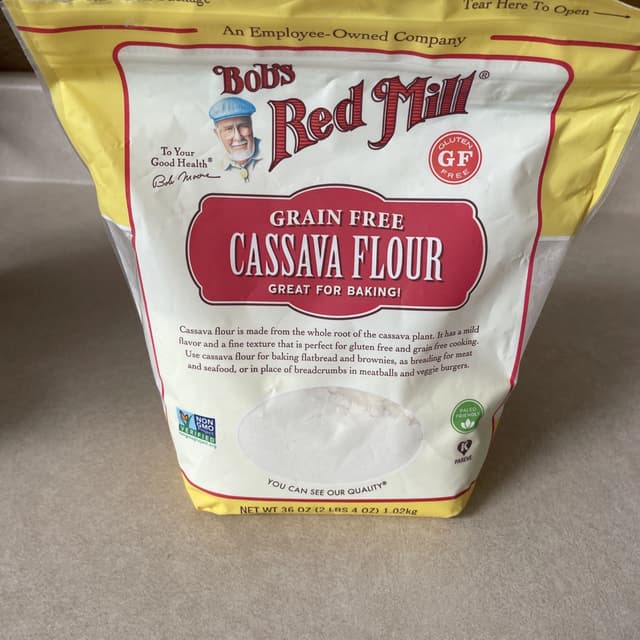 Tear Here To Open
An Employee-Owned Company
Bob's
Red Mill®
To Your
Good Health®
Bob Moore
GLUTEN
GF
FREE
GRAIN FREE
CASSAVA FLOUR
GREAT FOR BAKING!
Cassava flour is made from the whole root of the cassava plant. It has a mild
flavor and a fine texture that is perfect for gluten free and grain free cooking.
Use cassava flour for baking flatbread and brownies, as breading for meat
and seafood, or in place of breadcrumbs in meatballs and veggie burgers.
NON
GMO
VERIFIED
PALEO
FRIENDLY
K
PAREVE
YOU CAN SEE OUR QUALITY®
NET WT 36 OZ (2 LBS 4 OZ) 1.02kg